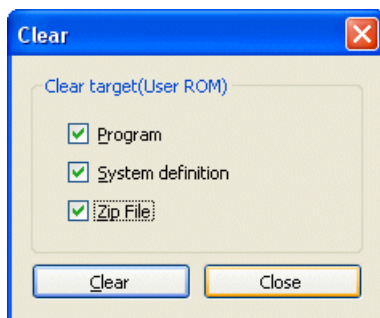 Clear
Clear target(User ROM)
Program
System definition
Zip File
Clear
Close